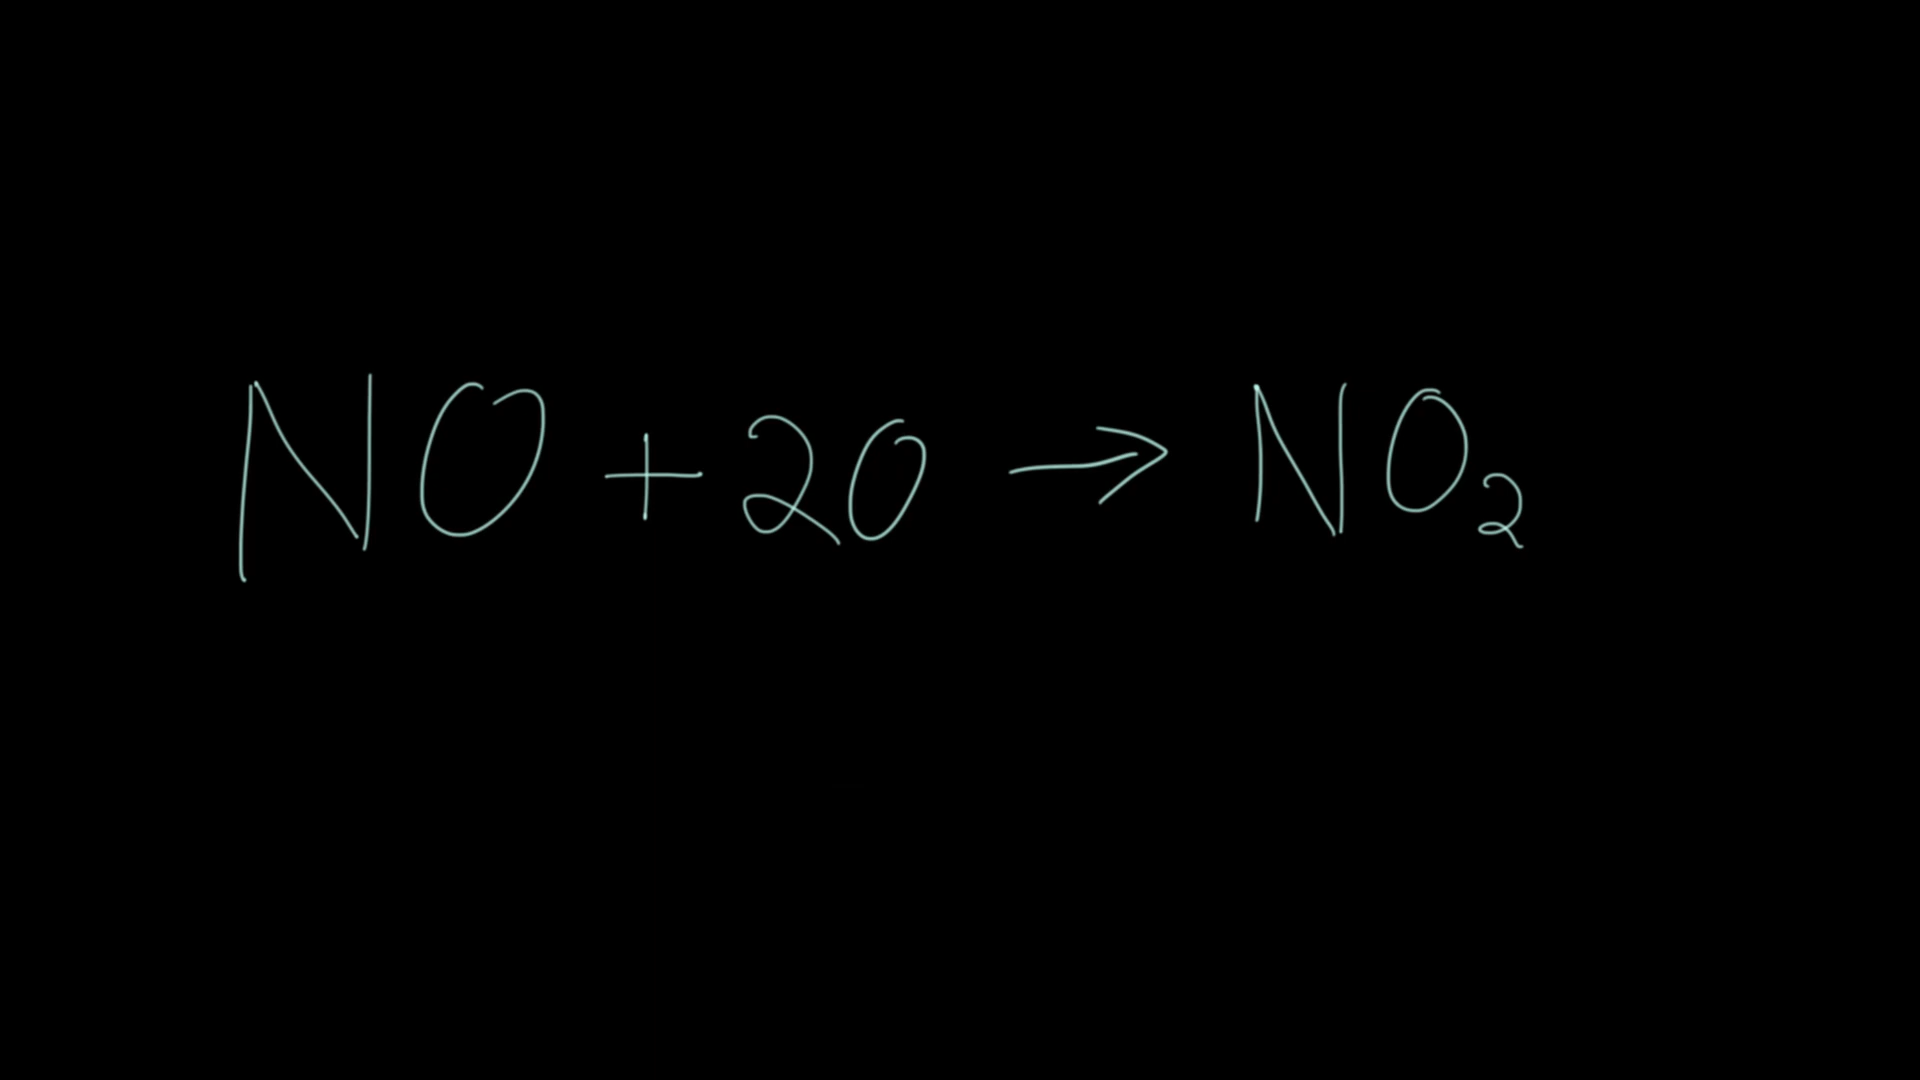 NO + 2O → NO₂